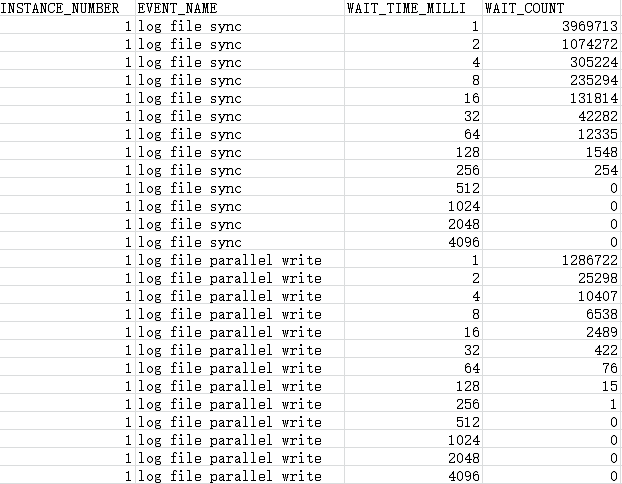 INSTANCE_NUMBER EVENT_NAME WAIT_TIME_MILLI WAIT_COUNT
1 log file sync 1 3969713
1 log file sync 2 1074272
1 log file sync 4 305224
1 log file sync 8 235294
1 log file sync 16 131814
1 log file sync 32 42282
1 log file sync 64 12335
1 log file sync 128 1548
1 log file sync 256 254
1 log file sync 512 0
1 log file sync 1024 0
1 log file sync 2048 0
1 log file sync 4096 0
1 log file parallel write 1 1286722
1 log file parallel write 2 25298
1 log file parallel write 4 10407
1 log file parallel write 8 6538
1 log file parallel write 16 2489
1 log file parallel write 32 422
1 log file parallel write 64 76
1 log file parallel write 128 15
1 log file parallel write 256 1
1 log file parallel write 512 0
1 log file parallel write 1024 0
1 log file parallel write 2048 0
1 log file parallel write 4096 0